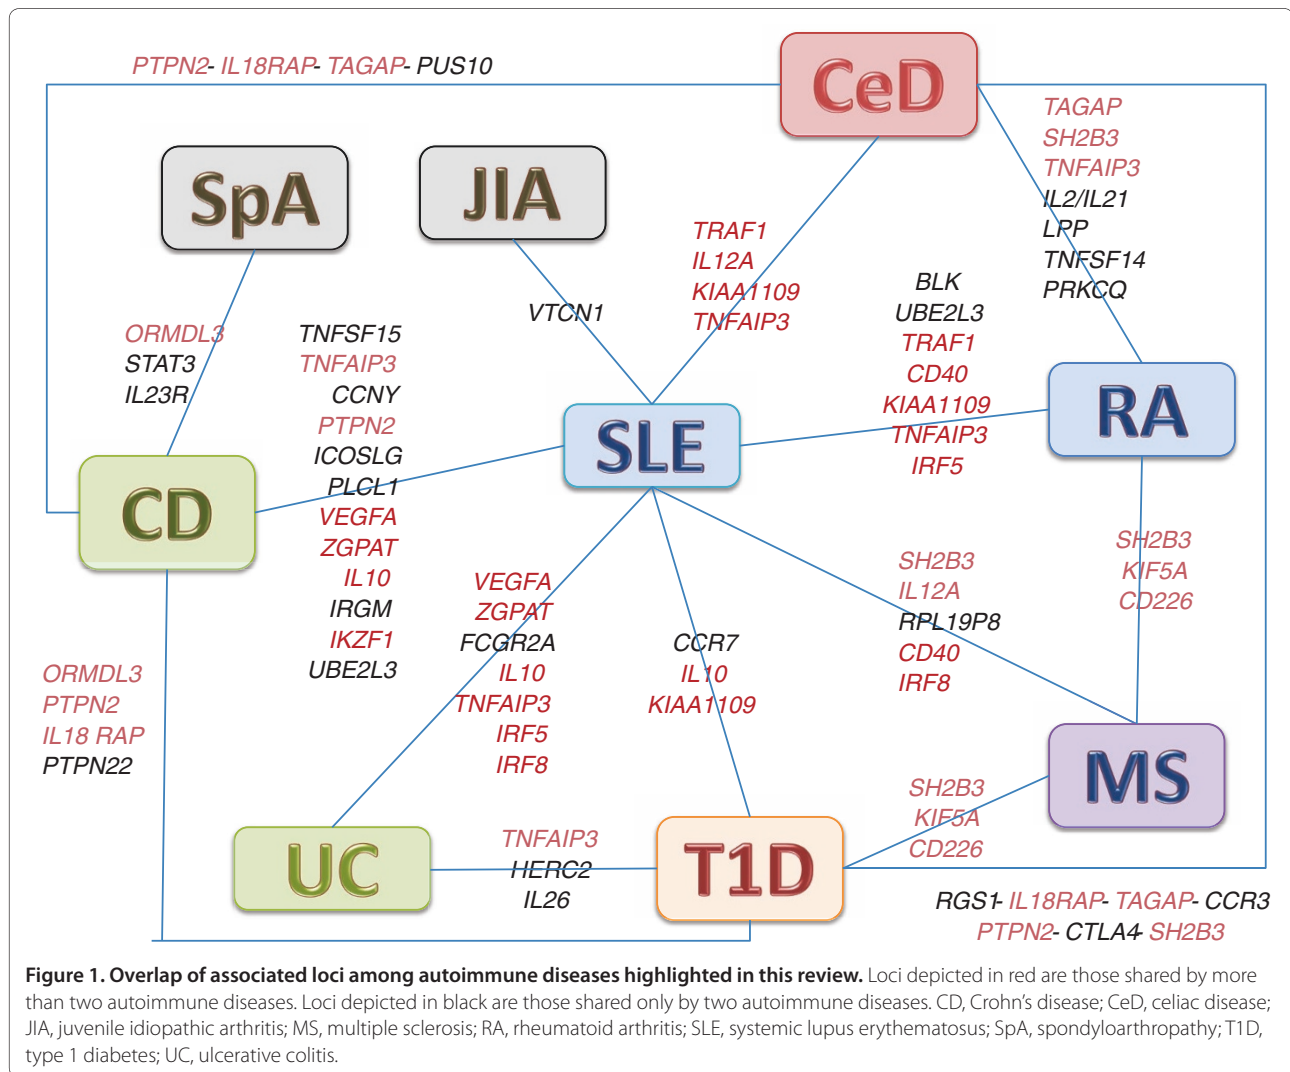 PTPN2- IL18RAP- TAGAP- PUS10
CeD
SpA
JIA
TAGAP
SH2B3
TNFAIP3
IL2/IL21
LPP
TNFSF14
PRKCQ
TRAF1
IL12A
KIAA1109
TNFAIP3
VTCN1
BLK
UBE2L3
TRAF1
CD40
KIAA1109
TNFAIP3
IRF5
ORMDL3
STAT3
IL23R
TNFSF15
TNFAIP3
CCNY
PTPN2
ICOSLG
PLCL1
VEGFA
ZGPAT
IL10
IRGM
IKZF1
UBE2L3
SLE
RA
CD
SH2B3
KIF5A
CD226
SH2B3
IL12A
RPL19P8
CD40
IRF8
VEGFA
ZGPAT
FCGR2A
IL10
TNFAIP3
IRF5
IRF8
CCR7
IL10
KIAA1109
ORMDL3
PTPN2
IL18 RAP
PTPN22
MS
SH2B3
KIF5A
CD226
UC
TNFAIP3
HERC2
IL26
T1D
RGS1- IL18RAP- TAGAP- CCR3
PTPN2- CTLA4- SH2B3
Figure 1. Overlap of associated loci among autoimmune diseases highlighted in this review. Loci depicted in red are those shared by more
than two autoimmune diseases. Loci depicted in black are those shared only by two autoimmune diseases. CD, Crohn's disease; CeD, celiac disease;
JIA, juvenile idiopathic arthritis; MS, multiple sclerosis; RA, rheumatoid arthritis; SLE, systemic lupus erythematosus; SpA, spondyloarthropathy; T1D,
type 1 diabetes; UC, ulcerative colitis.